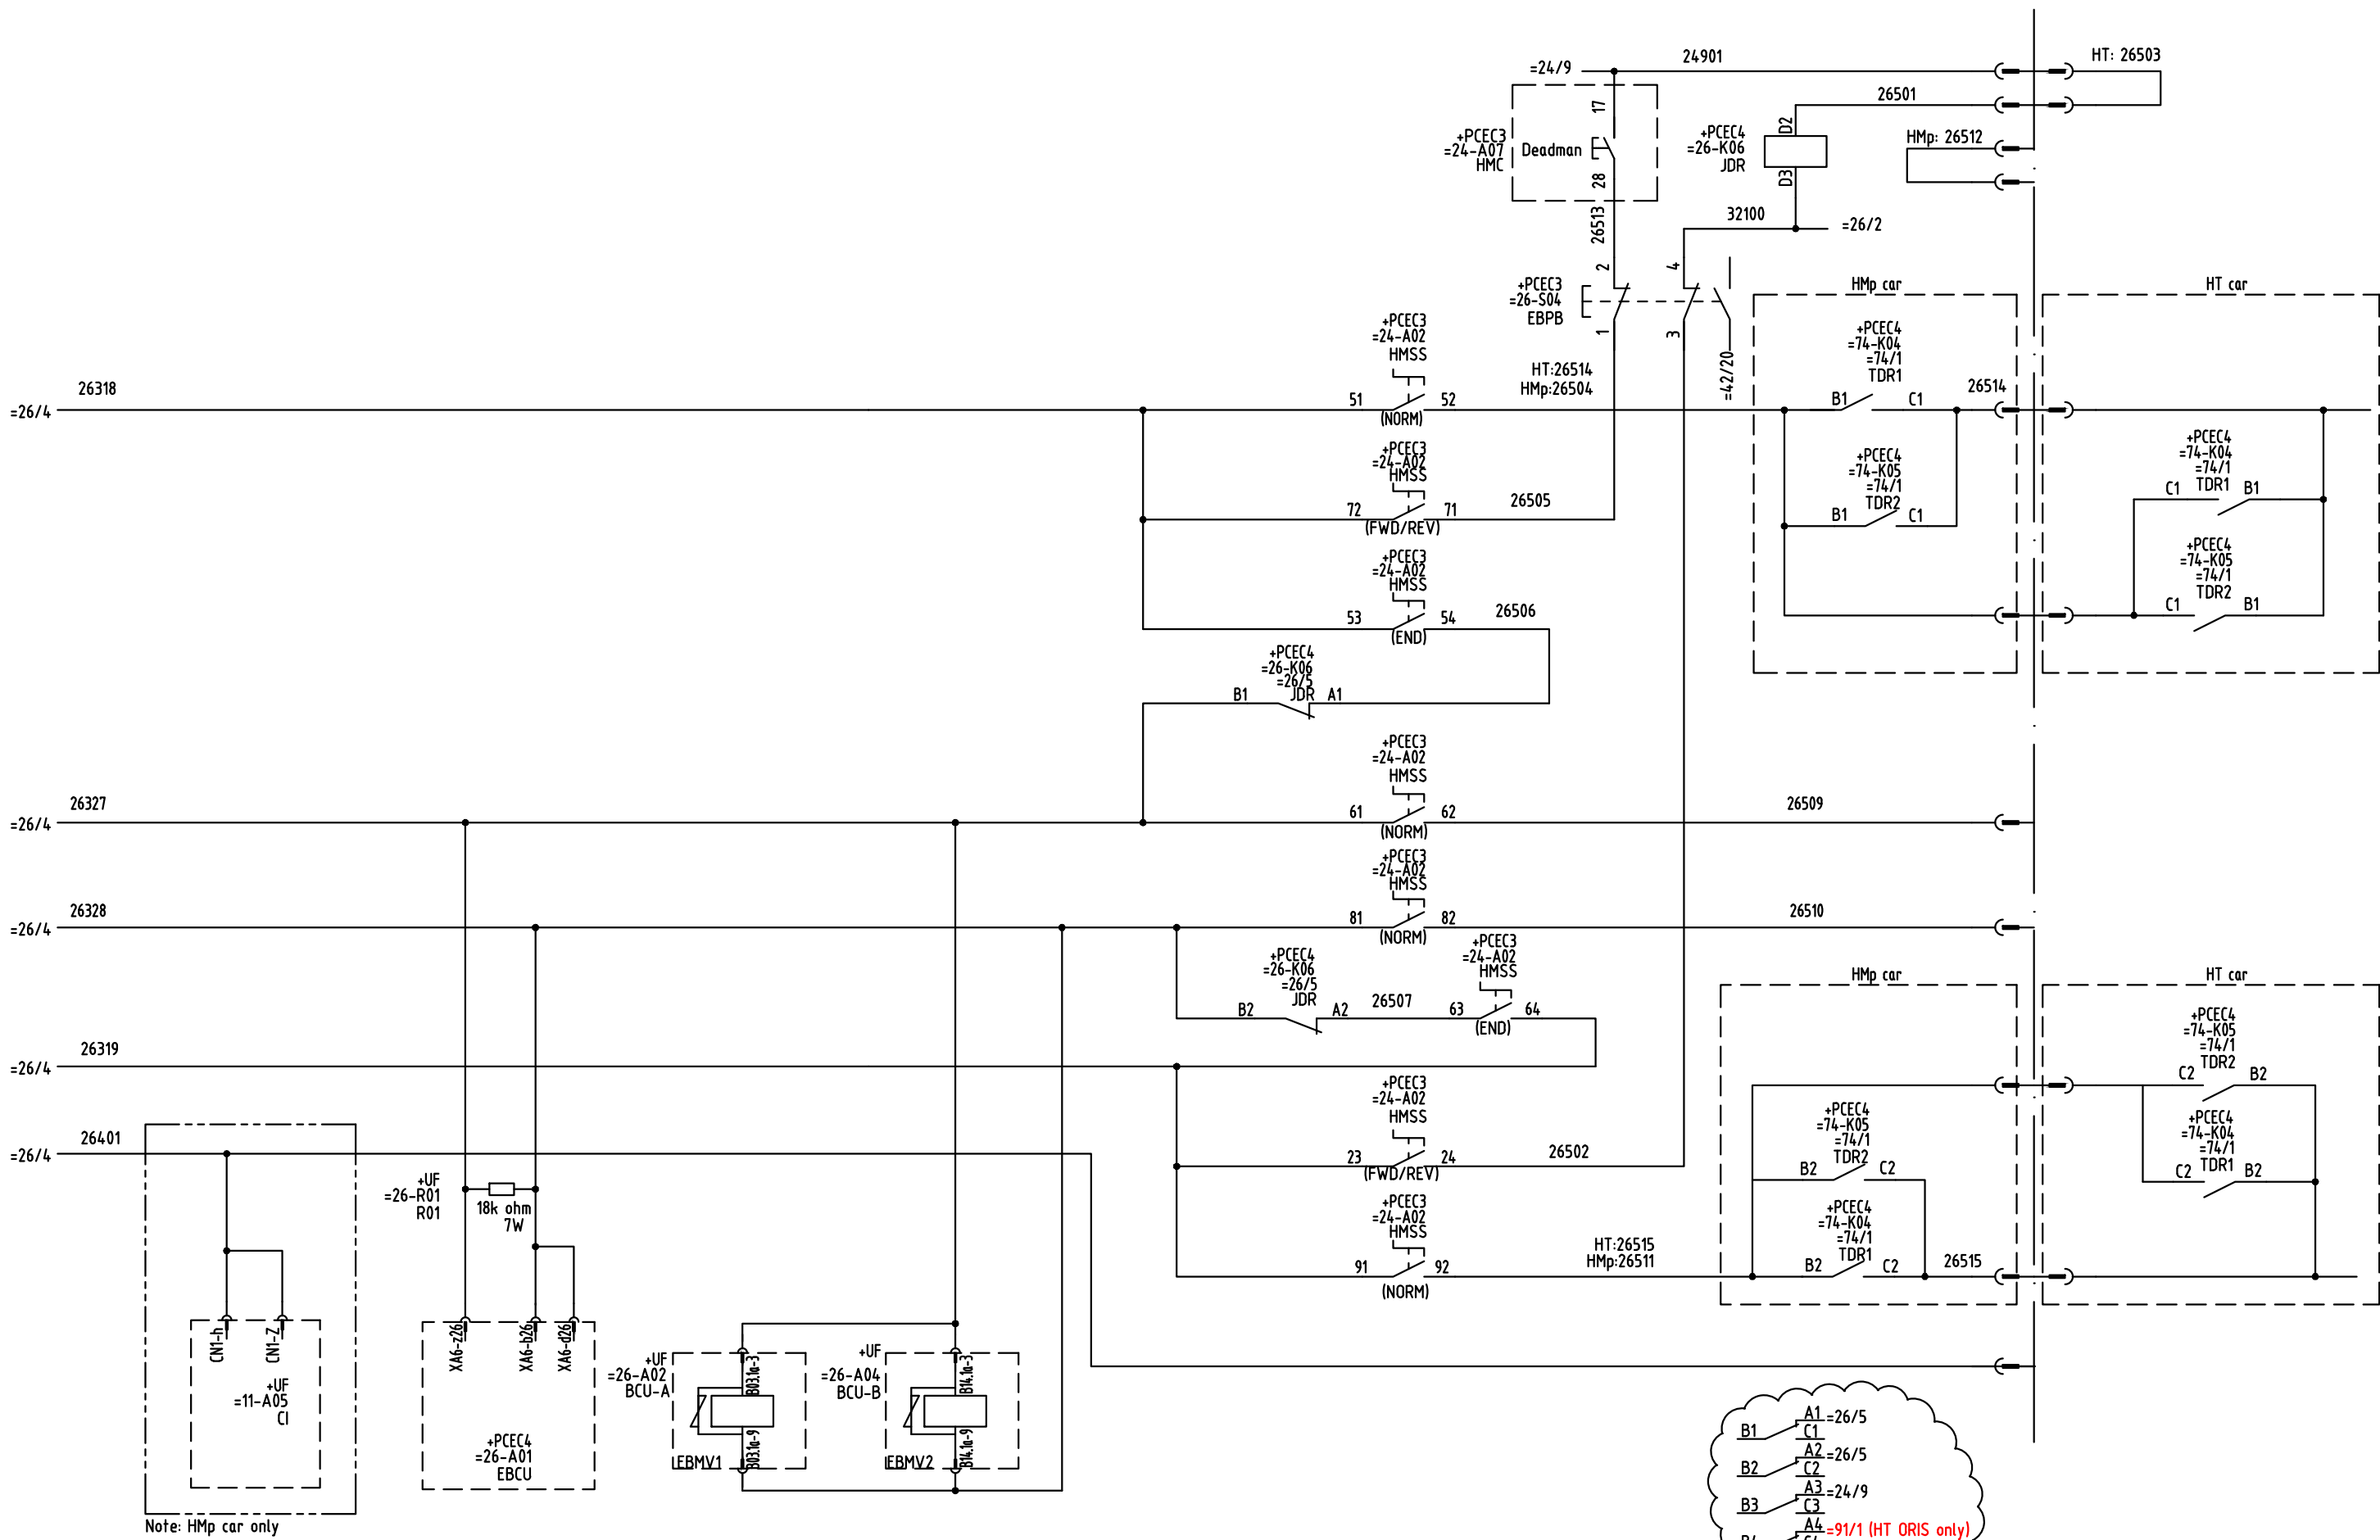 =24/9
24901
HT: 26503
26501
17
+PCEC3
=24-A07
HMC
Deadman
28
+PCEC4
=26-K06
JDR
D2
D3
HMp: 26512
26513
32100
=26/2
2
4
+PCEC3
=26-S04
EBPB
1
3
=42/20
HMp car
HT car
+PCEC3
=24-A02
HMSS
HT:26514
HMp:26504
+PCEC4
=74-K04
=74/1
TDR1
26514
=26/4
26318
51
52
(NORM)
B1
C1
+PCEC3
=24-A02
HMSS
72
71
(FWD/REV)
26505
+PCEC4
=74-K05
=74/1
TDR2
B1
C1
+PCEC4
=74-K04
=74/1
TDR1
C1
B1
+PCEC3
=24-A02
HMSS
53
54
(END)
26506
+PCEC4
=74-K05
=74/1
TDR2
C1
B1
+PCEC4
=26-K06
=26/5
JDR
B1
A1
+PCEC3
=24-A02
HMSS
=26/4
26327
61
62
(NORM)
26509
+PCEC3
=24-A02
HMSS
=26/4
26328
81
82
(NORM)
26510
+PCEC4
=26-K06
=26/5
JDR
B2
A2
26507
+PCEC3
=24-A02
HMSS
63
64
(END)
HMp car
HT car
=26/4
26319
+PCEC4
=74-K05
=74/1
TDR2
C2
B2
+PCEC3
=24-A02
HMSS
=26/4
26401
23
24
(FWD/REV)
26502
+PCEC4
=74-K05
=74/1
TDR2
B2
C2
+PCEC4
=74-K04
=74/1
TDR1
C2
B2
+UF
=26-R01
R01
18k ohm
7W
+PCEC3
=24-A02
HMSS
91
92
(NORM)
HT:26515
HMp:26511
+PCEC4
=74-K04
=74/1
TDR1
B2
C2
26515
CN1-h
CN1-Z
+UF
=11-A05
CI
XA6-z26
XA6-b26
XA6-d26
+PCEC4
=26-A01
EBCU
+UF
=26-A02
BCU-A
B03.1a-3
B03.1a-9
EBMV1
+UF
=26-A04
BCU-B
B14.1a-3
B14.1a-9
EBMV2
Note: HMp car only
A1
=26/5
B1
C1
A2
=26/5
B2
C2
A3
=24/9
B3
C3
A4
=91/1 (HT ORIS only)